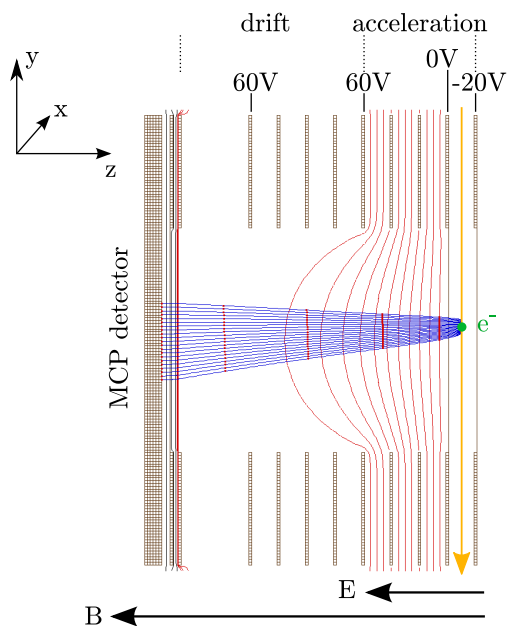 drift acceleration
0V
60V 60V -20V
y
x
z
MCP detector
e-
E
B